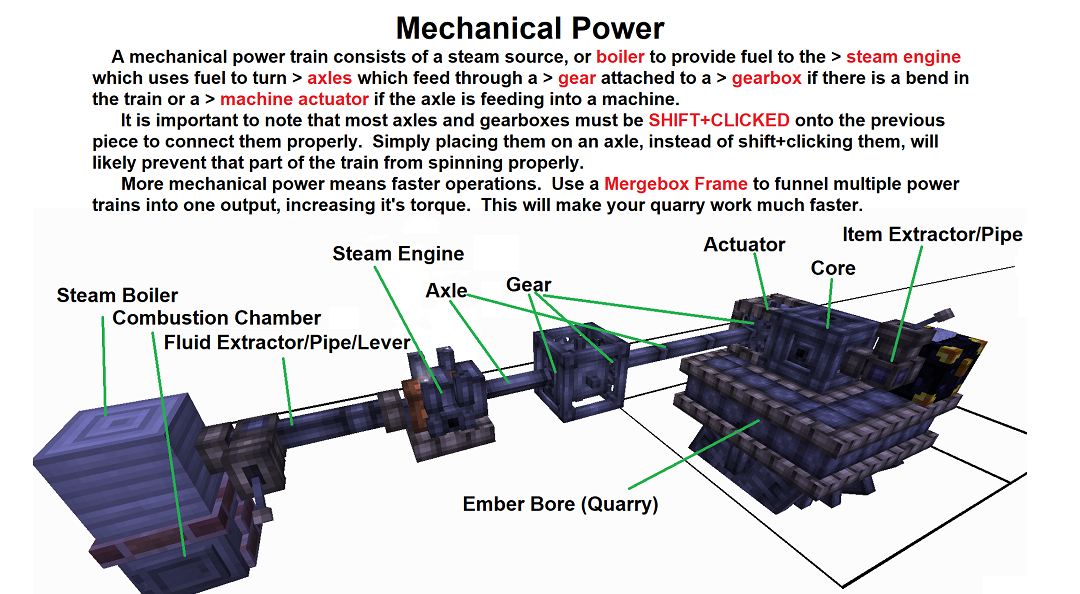 Mechanical Power
A mechanical power train consists of a steam source, or boiler to provide fuel to the > steam engine
which uses fuel to turn > axles which feed through a > gear attached to a > gearbox if there is a bend in
the train or a > machine actuator if the axle is feeding into a machine.
It is important to note that most axles and gearboxes must be SHIFT+CLICKED onto the previous
piece to connect them properly.  Simply placing them on an axle, instead of shift+clicking them, will
likely prevent that part of the train from spinning properly.
More mechanical power means faster operations.  Use a Mergebox Frame to funnel multiple power
trains into one output, increasing it's torque.  This will make your quarry work much faster.
Item Extractor/Pipe
Actuator
Steam Engine
Core
Gear
Axle
Steam Boiler
Combustion Chamber
Fluid Extractor/Pipe/Lever
Ember Bore (Quarry)